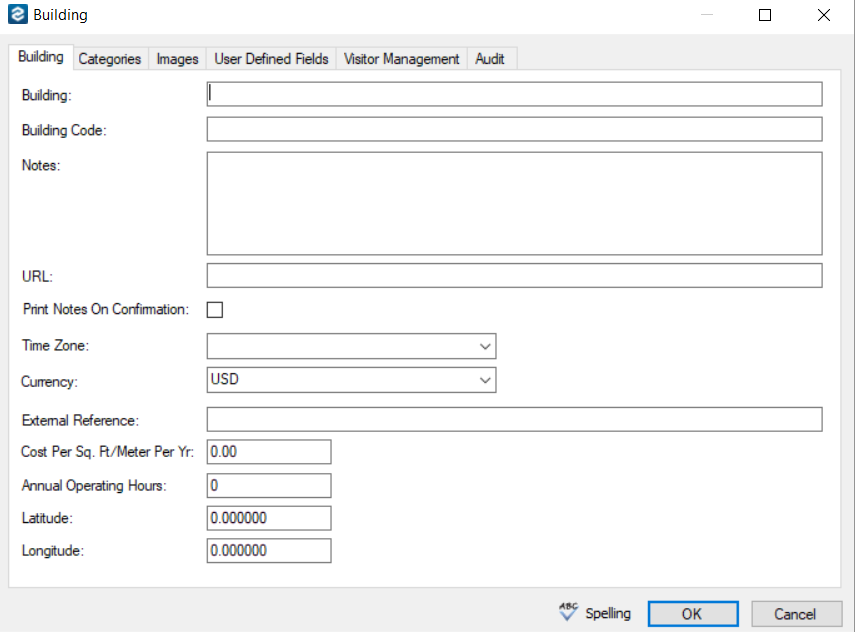 Building
Building Categories Images User Defined Fields Visitor Management Audit
Building:
Building Code:
Notes:
URL:
Print Notes On Confirmation:
Time Zone:
Currency: USD
External Reference:
Cost Per Sq. Ft/Meter Per Yr: 0.00
Annual Operating Hours: 0
Latitude: 0.000000
Longitude: 0.000000
ABC Spelling OK Cancel